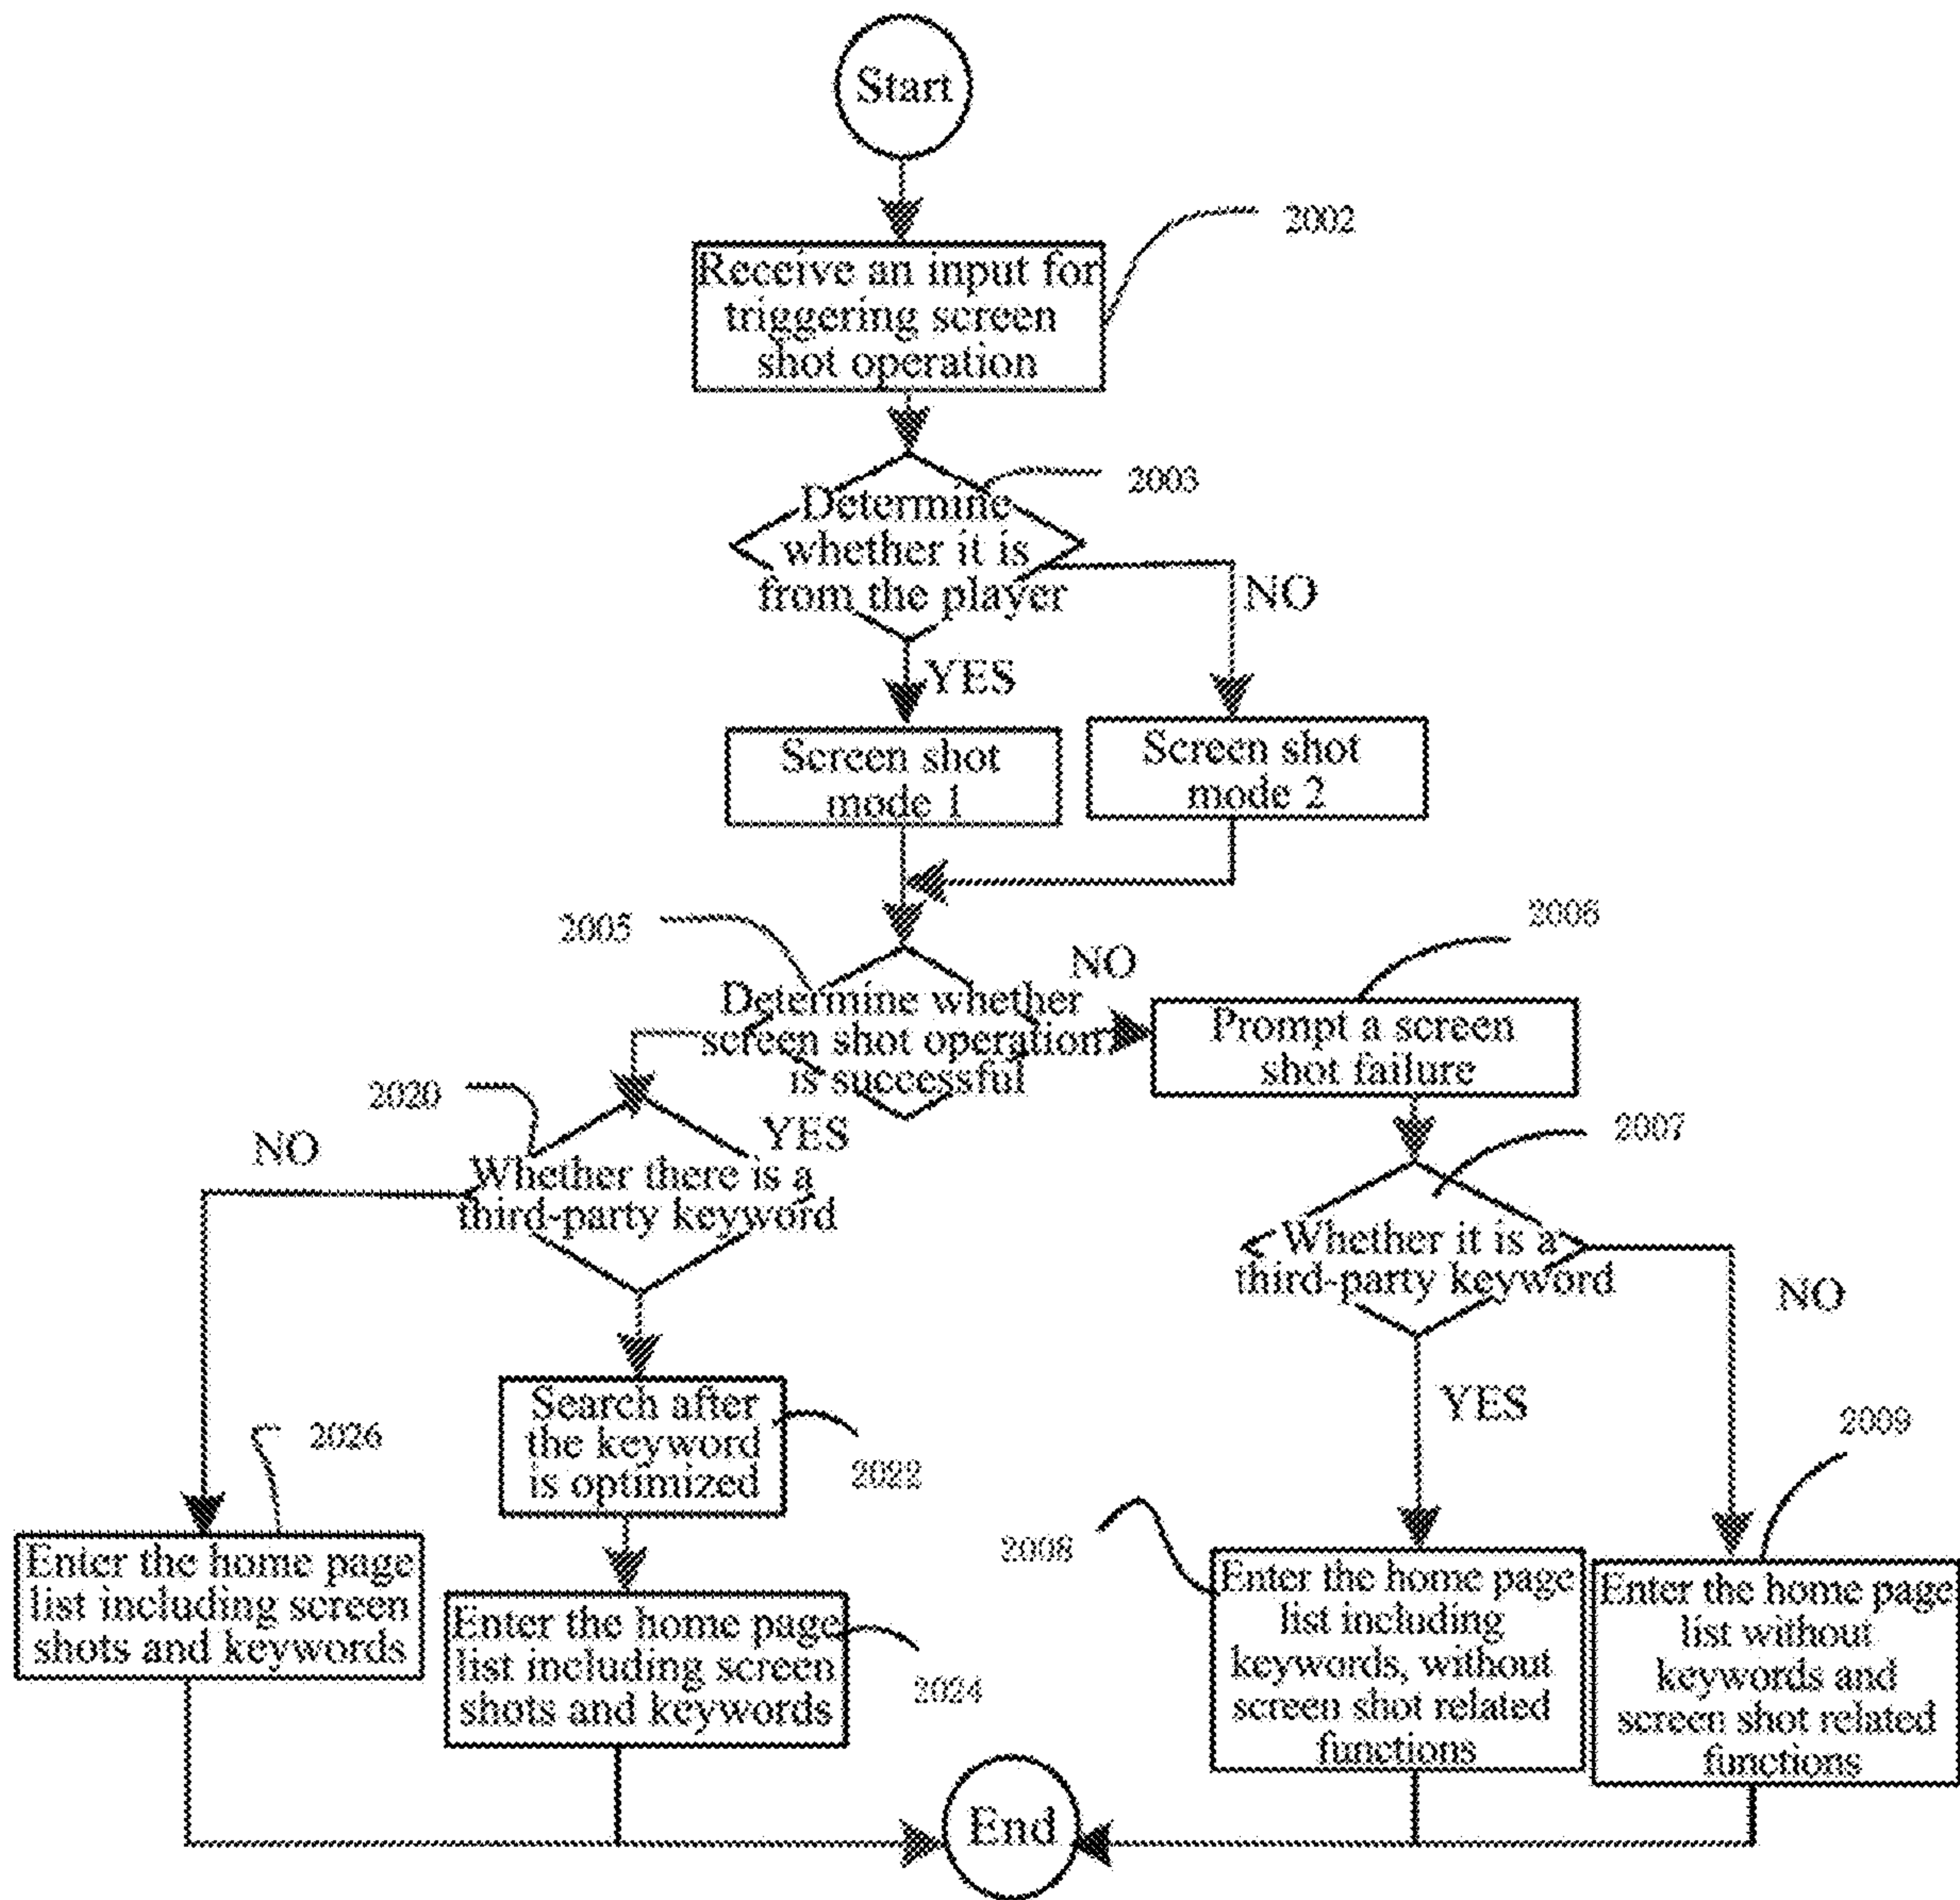 Start
2002
Receive an input for
triggering screen
shot operation
2003
Determine
whether it is
from the player
NO
YES
Screen shot
mode 1
Screen shot
mode 2
2005
2006
NO
Determine whether
screen shot operation
is successful
Prompt a screen
shot failure
2020
YES
2007
NO
Whether there is a
third-party keyword
Whether it is a
third-party keyword
NO
YES
Search after
the keyword
is optimized
2022
2026
2009
2008
Enter the home page
list including screen
shots and keywords
Enter the home page
list including screen
shots and keywords
2024
Enter the home page
list including
keywords, without
screen shot related
functions
Enter the home page
list without
keywords and
screen shot related
functions
End